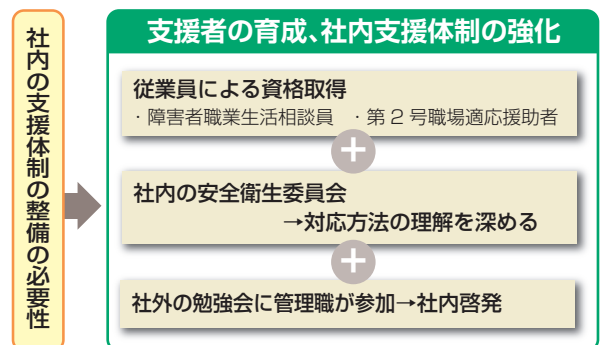 社内の支援体制の整備の必要性
支援者の育成、社内支援体制の強化
従業員による資格取得
・障害者職業生活相談員 ・第2号職場適応援助者
+
社内の安全衛生委員会
→対応方法の理解を深める
+
社外の勉強会に管理職が参加→社内啓発